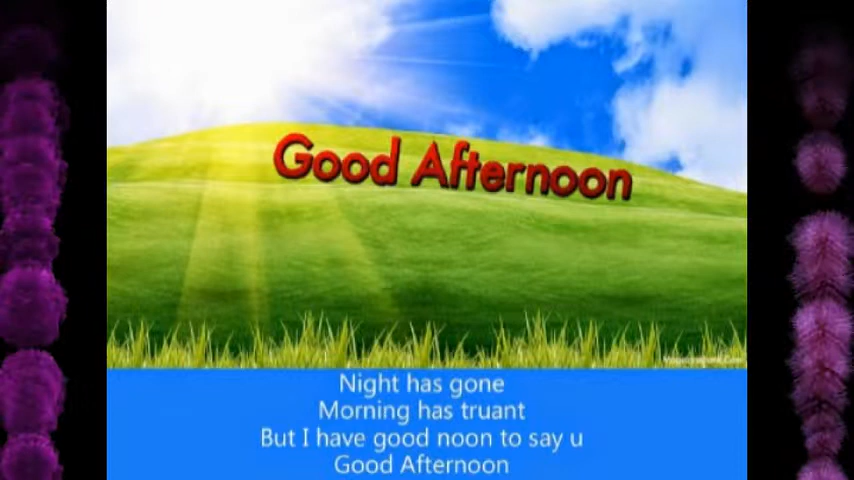 Good Afternoon
Night has gone
Morning has truant
But I have good noon to say u
Good Afternoon